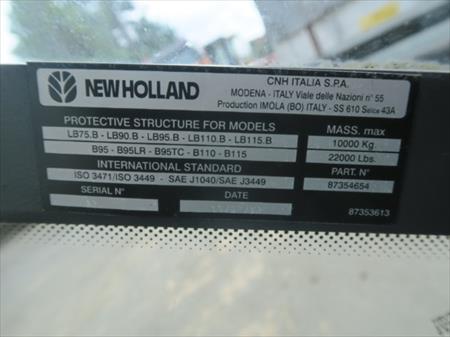 NEW HOLLAND
CNH ITALIA S.P.A.
MODENA - ITALY Viale delle Nazioni n° 55
Production IMOLA (BO) ITALY - SS 610 Selice 43A
PROTECTIVE STRUCTURE FOR MODELS
LB75.B - LB90.B - LB95.B - LB110.B - LB115.B
B95 - B95LR - B95TC - B110 - B115
MASS. max
10000 Kg.
22000 Lbs.
INTERNATIONAL STANDARD
ISO 3471/ISO 3449 - SAE J1040/SAE J3449
PART. N°
87354654
SERIAL N°
DATE
87353613